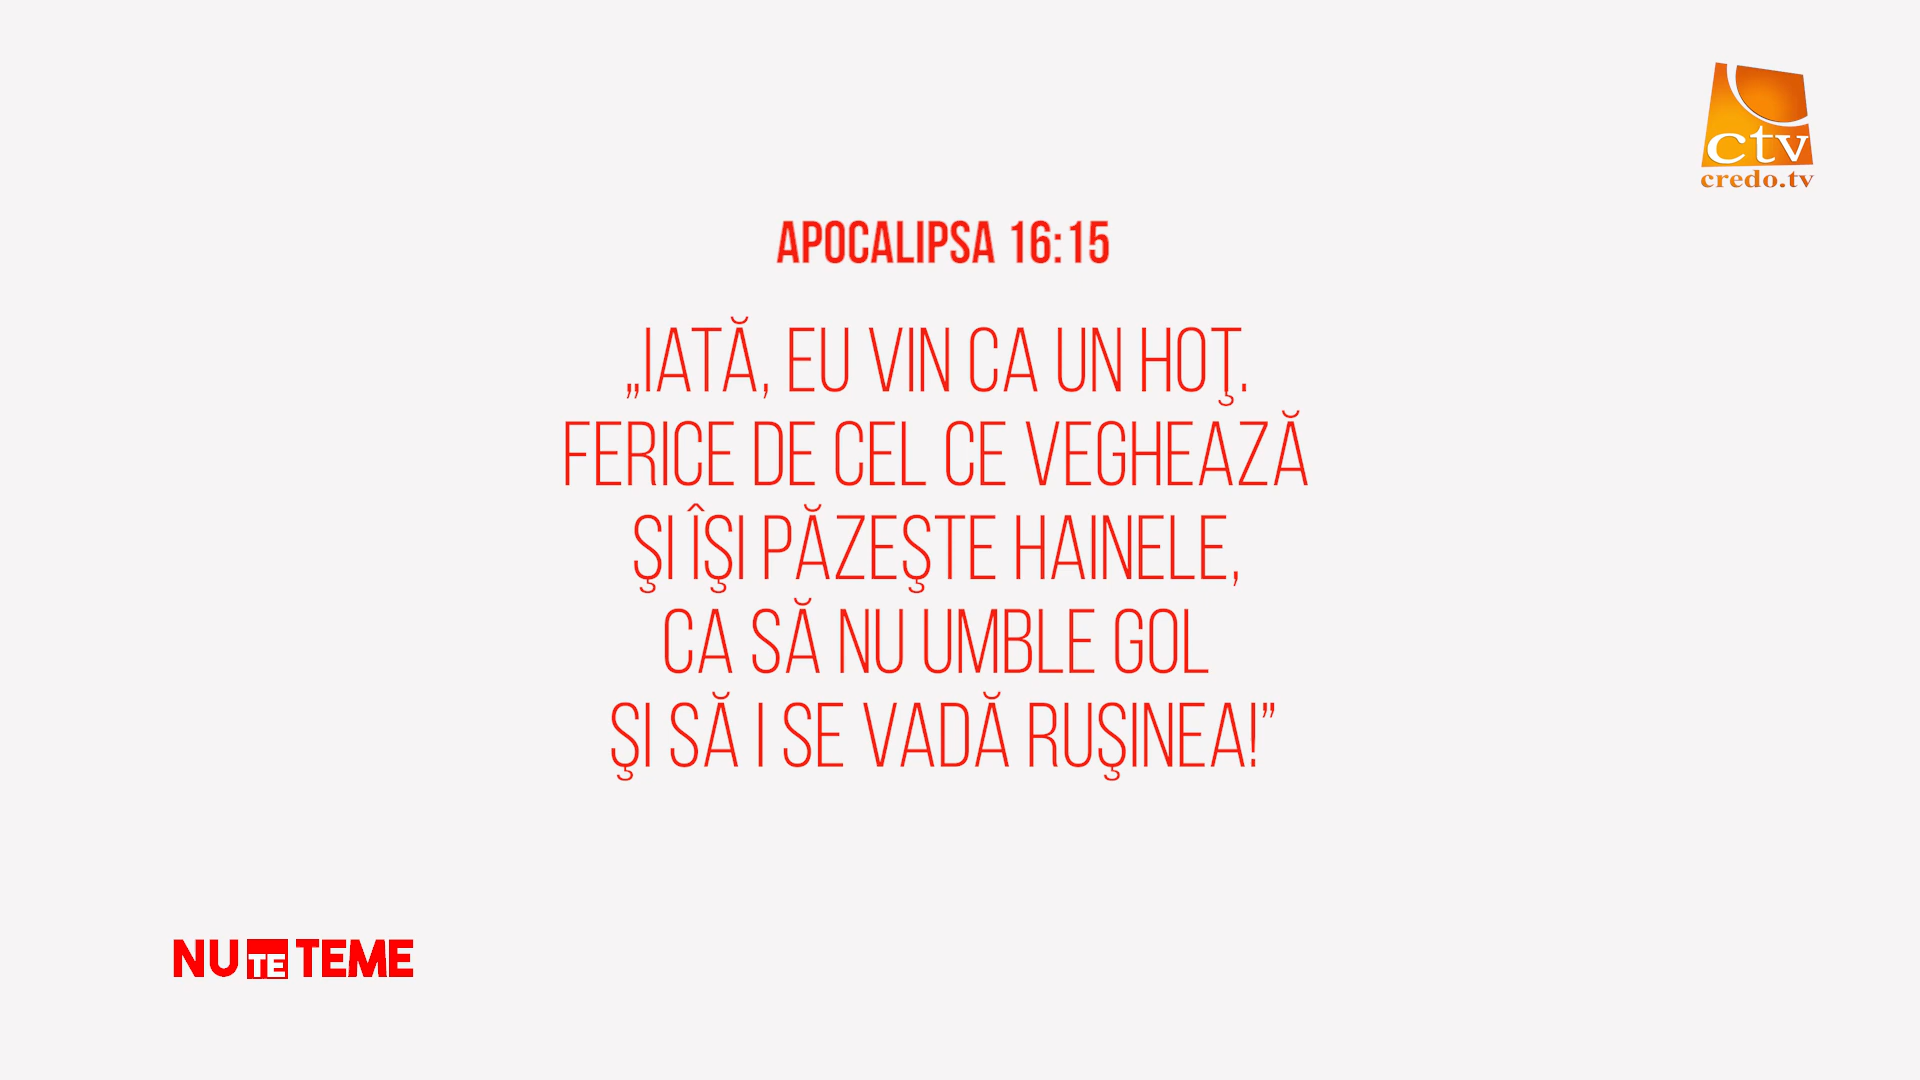 ctv
credo.tv
APOCALIPSA 16:15
„IATĂ, EU VIN CA UN HOŢ.
FERICE DE CEL CE VEGHEAZĂ
ŞI ÎŞI PĂZEŞTE HAINELE,
CA SĂ NU UMBLE GOL
ŞI SĂ I SE VADĂ RUŞINEA!”
NU TE TEME